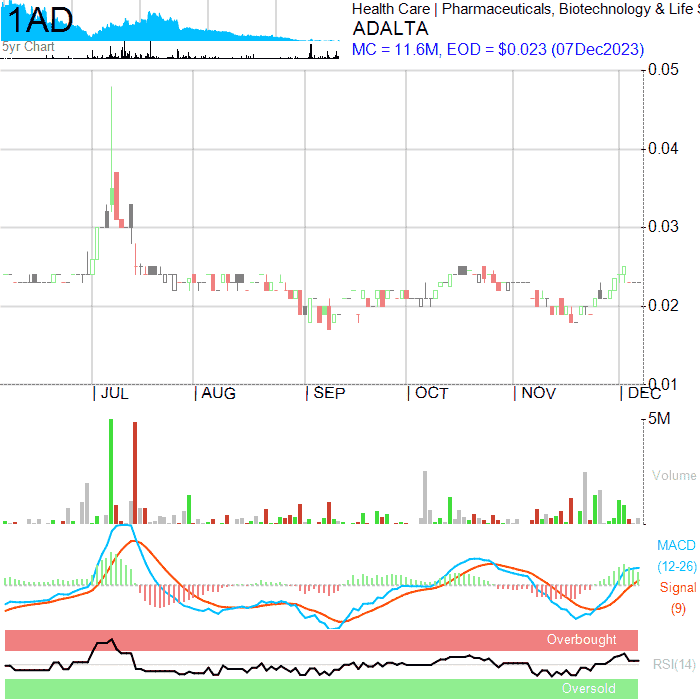 1AD
5yr Chart
Health Care | Pharmaceuticals, Biotechnology & Life S
ADALTA
MC = 11.6M, EOD = $0.023 (07Dec2023)
0.05
0.04
0.03
0.02
0.01
JUL AUG SEP OCT NOV DEC
5M
Volume
MACD
(12-26)
Signal
(9)
Overbought
RSI(14)
Oversold